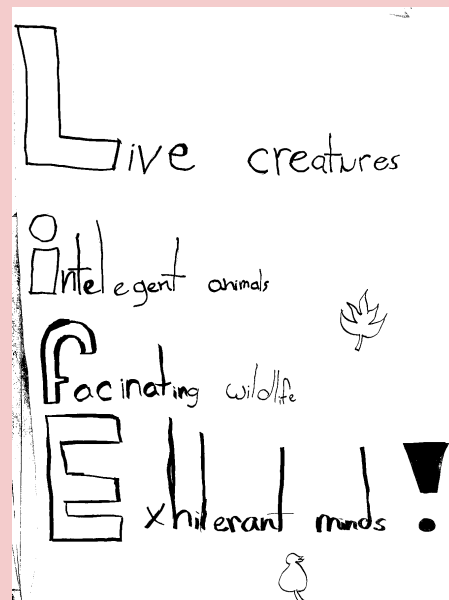 Live creatures
intelegent animals
facinating wildlife
Exhilerant minds!